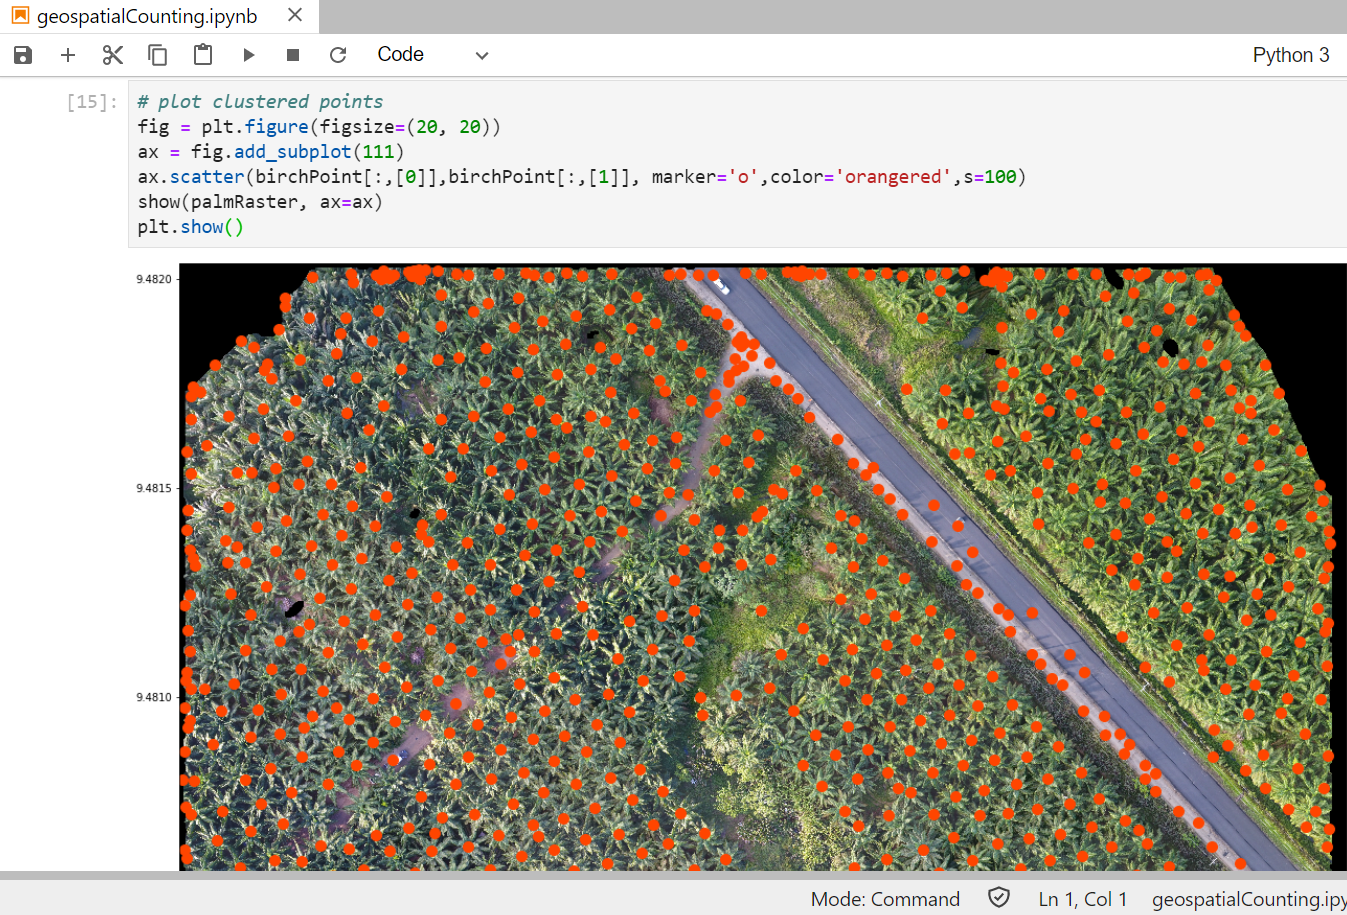 geospatialCounting.ipynb
Code
Python 3
[15]:
# plot clustered points
fig = plt.figure(figsize=(20, 20))
ax = fig.add_subplot(111)
ax.scatter(birchPoint[:,[0]],birchPoint[:,[1]], marker='o',color='orangered',s=100)
show(palmRaster, ax=ax)
plt.show()
9.4820
9.4815
9.4810
Mode: Command
Ln 1, Col 1
geospatialCounting.ipy